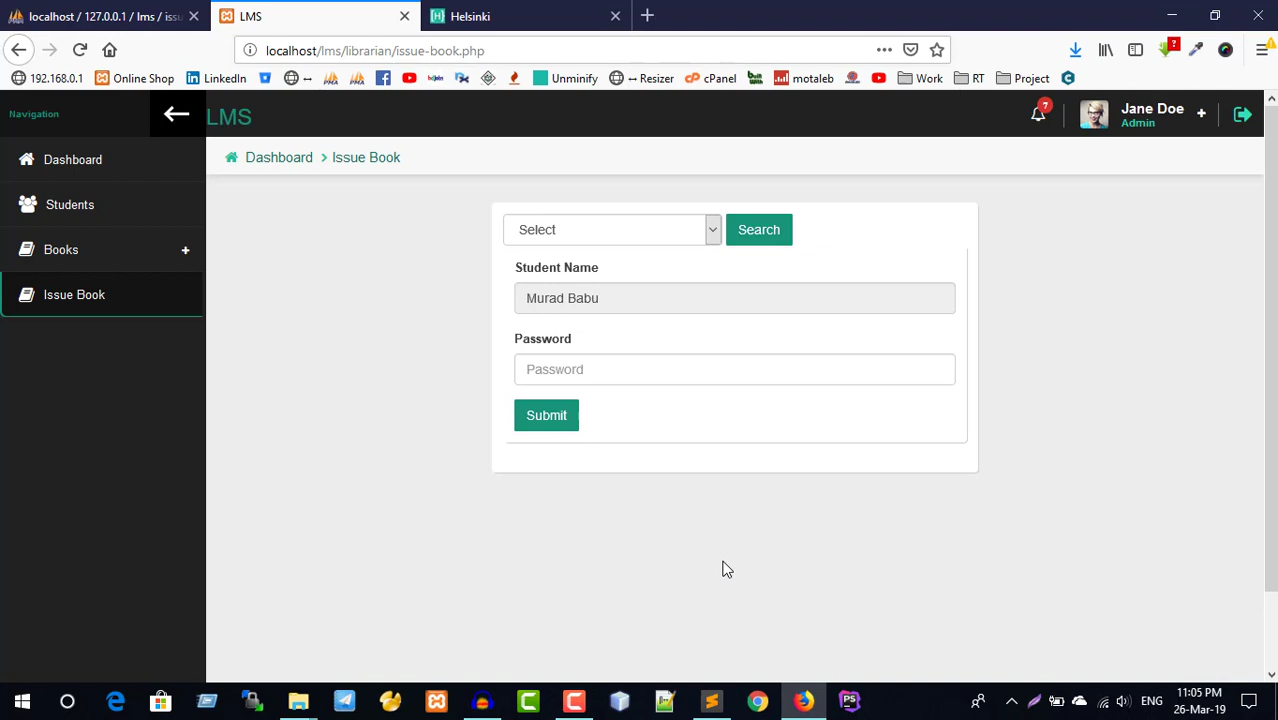 localhost / 127.0.0.1 / lms / issu
LMS
Helsinki
localhost/lms/librarian/issue-book.php
192.168.0.1
Online Shop
LinkedIn
Unminify
Resizer
cPanel
motaleb
Work
RT
Project
Navigation
LMS
7
Jane Doe
Admin
Dashboard
Students
Books
Issue Book
Dashboard > Issue Book
Select
Search
Student Name
Murad Babu
Password
Password
Submit
ENG
11:05 PM
26-Mar-19